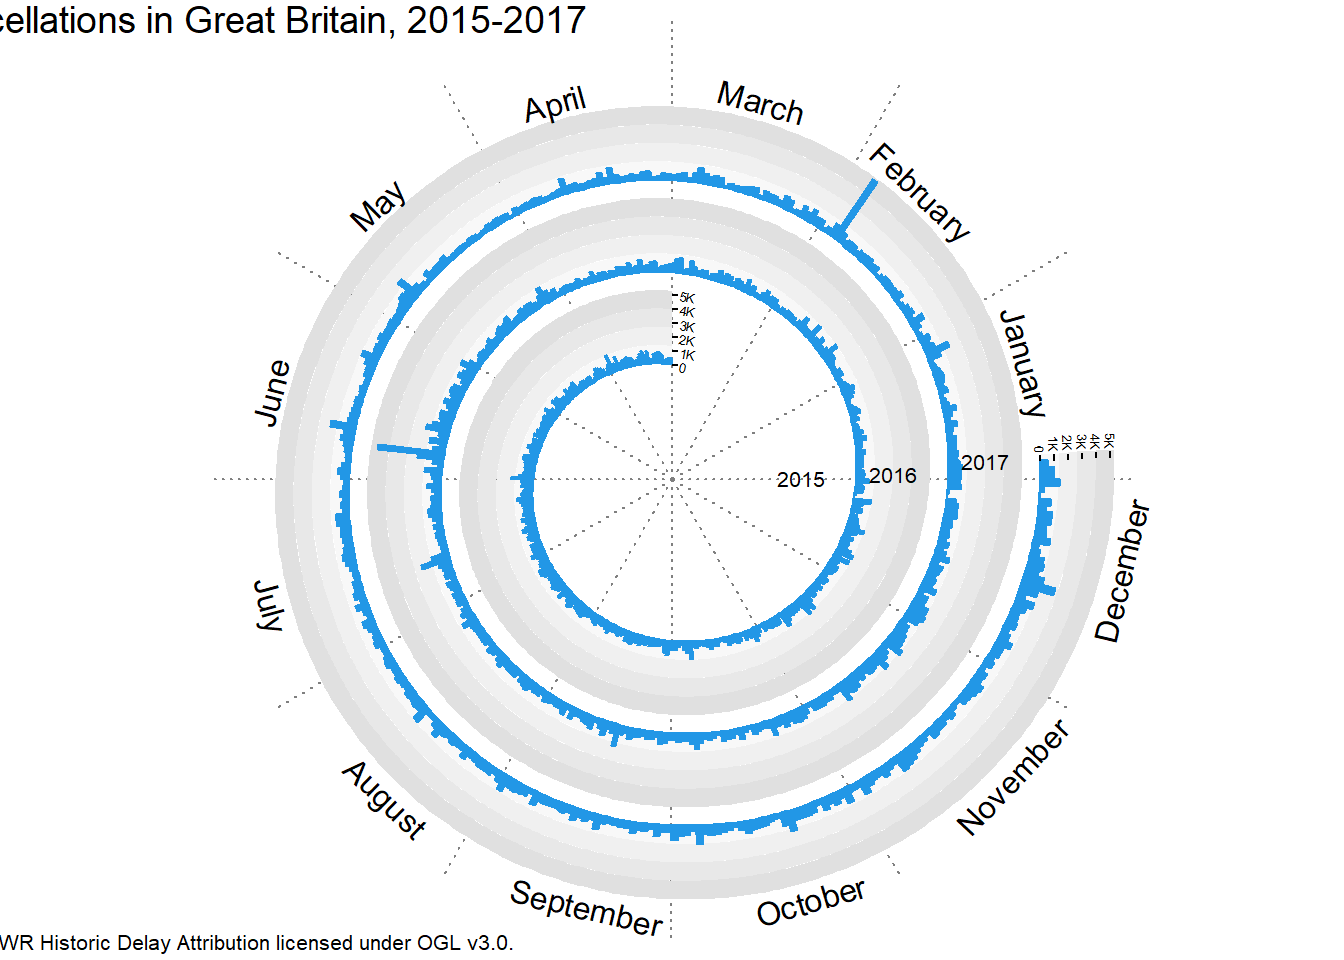 cellations in Great Britain, 2015-2017
April
March
May
February
5K
4K
3K
2K
1K
0
January
June
0
1K
2K
3K
4K
5K
2015
2016
2017
July
December
August
November
September
October
WR Historic Delay Attribution licensed under OGL v3.0.